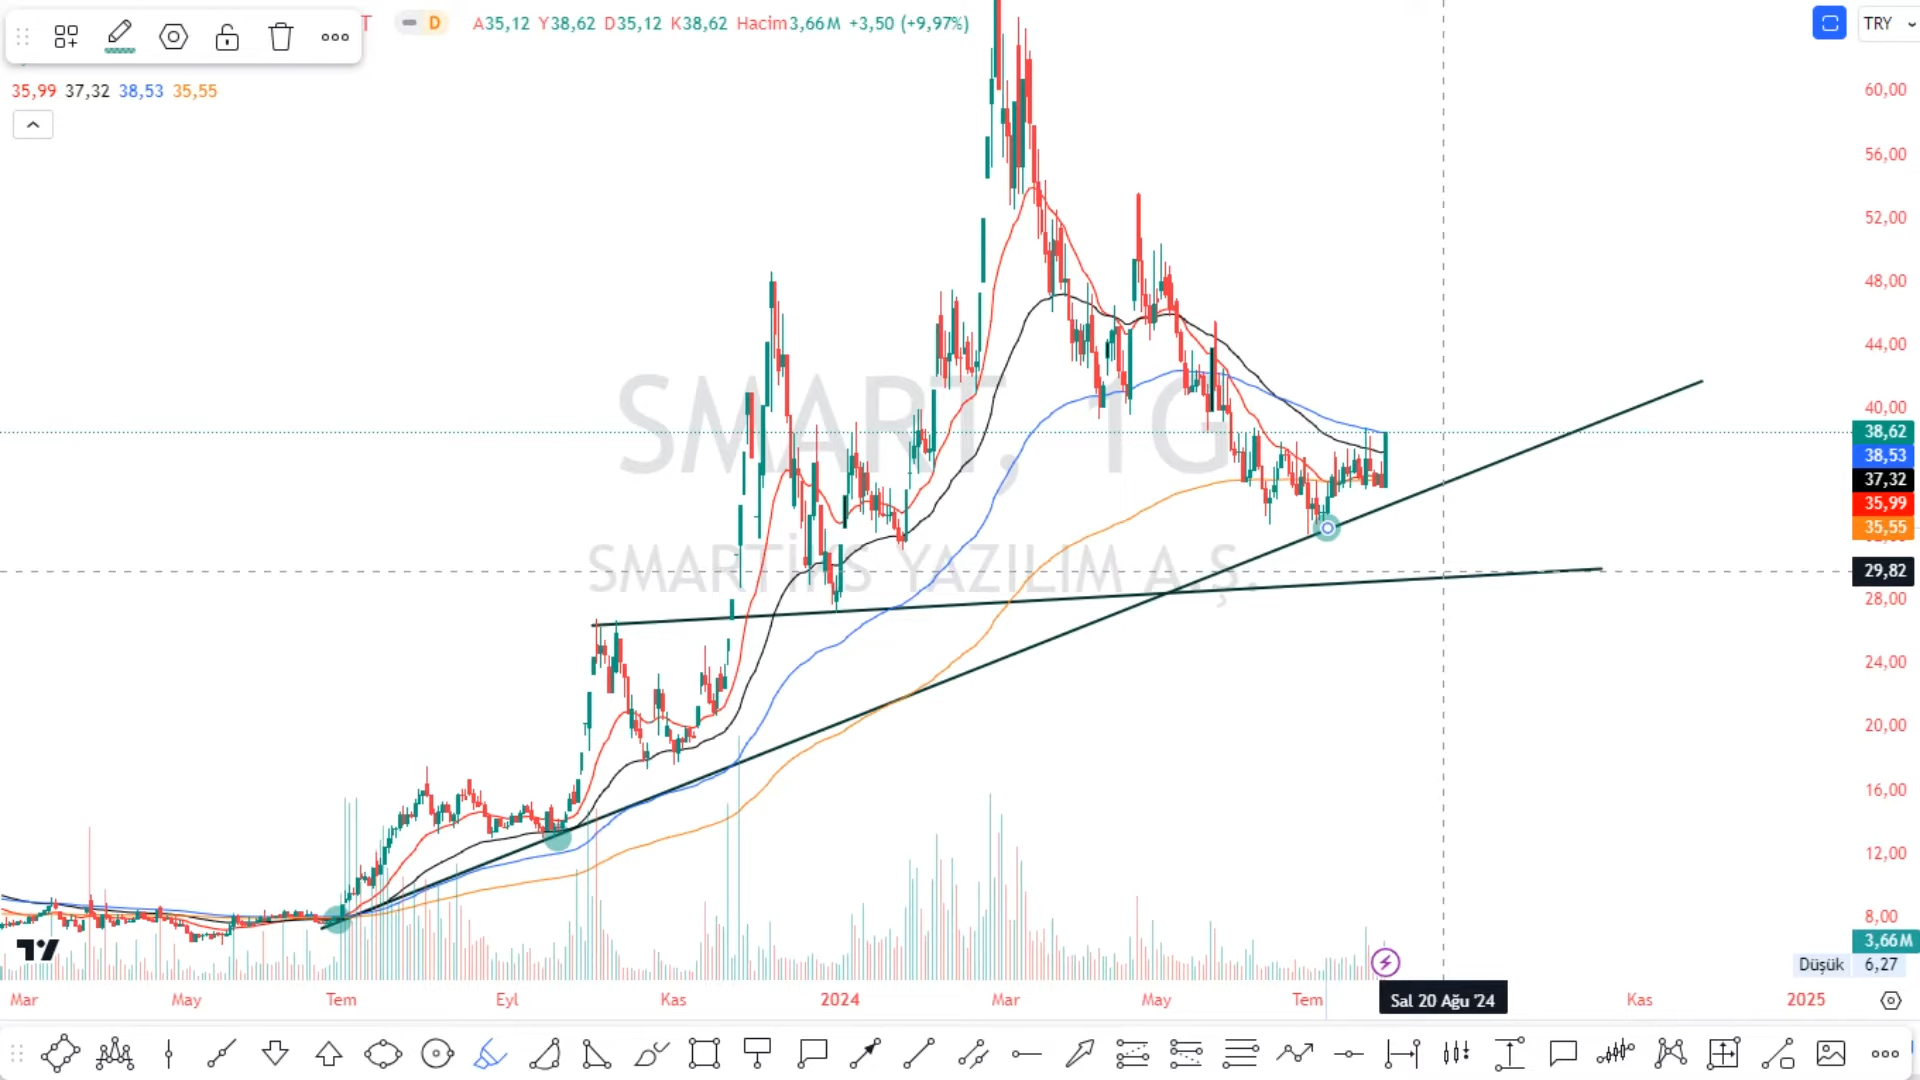 T D A35,12 Y38,62 D35,12 K38,62 Hacim3,66M +3,50 (+9,97%)
TRY
35,99 37,32 38,53 35,55
60,00
56,00
52,00
48,00
44,00
40,00
38,62
38,53
37,32
35,99
35,55
29,82
28,00
24,00
20,00
16,00
12,00
8,00
3,66M
Düşük 6,27
SMART, 1G
SMARTİKS YAZILIM A.Ş.
Mar May Tem Eyl Kas 2024 Mar May Tem Sal 20 Ağu '24 Kas 2025